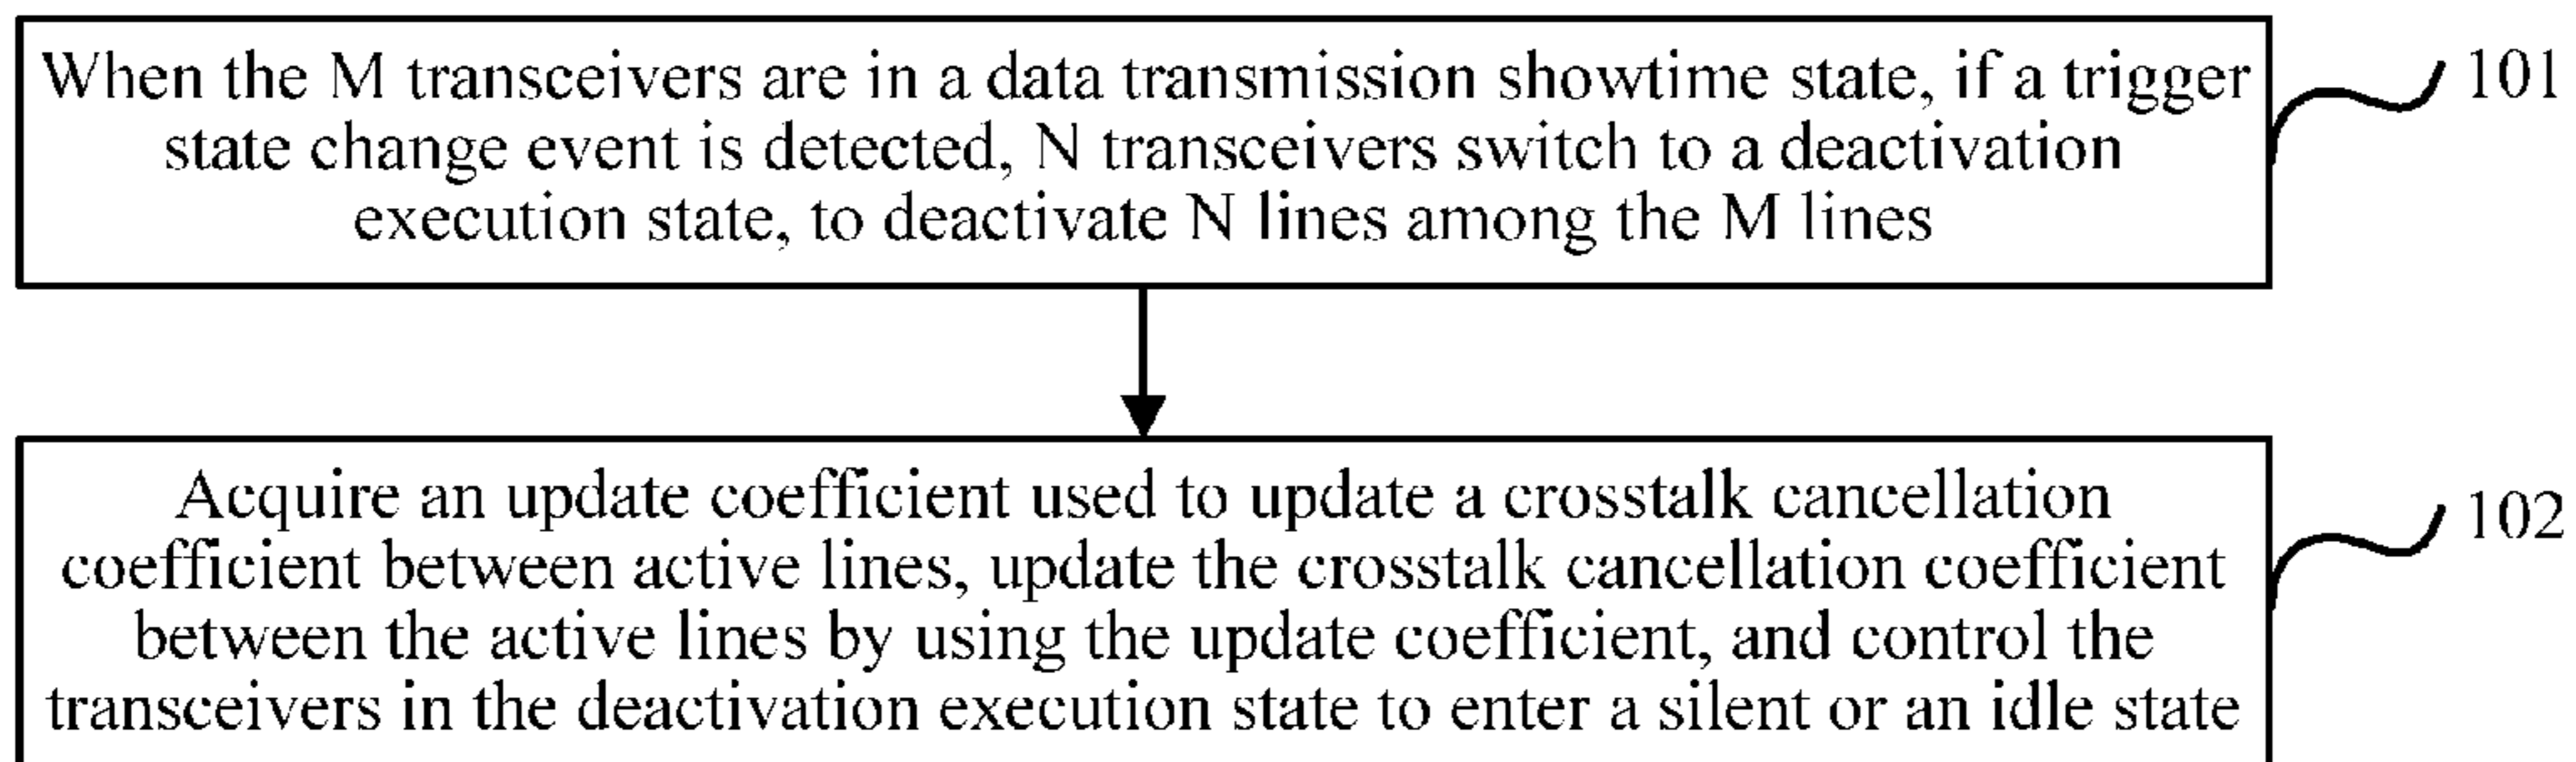 When the M transceivers are in a data transmission showtime state, if a trigger
state change event is detected, N transceivers switch to a deactivation
execution state, to deactivate N lines among the M lines
101
Acquire an update coefficient used to update a crosstalk cancellation
coefficient between active lines, update the crosstalk cancellation coefficient
between the active lines by using the update coefficient, and control the
transceivers in the deactivation execution state to enter a silent or an idle state
102